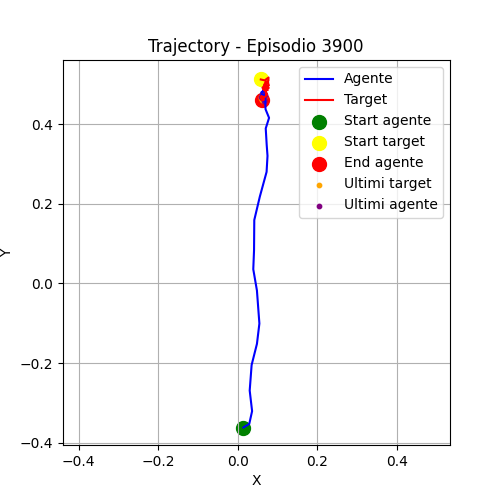 Trajectory - Episodio 3900
Agente
Target
Start agente
Start target
End agente
Ultimi target
Ultimi agente
0.4
0.2
0.0
−0.2
−0.4
Y
−0.4
−0.2
0.0
0.2
0.4
X